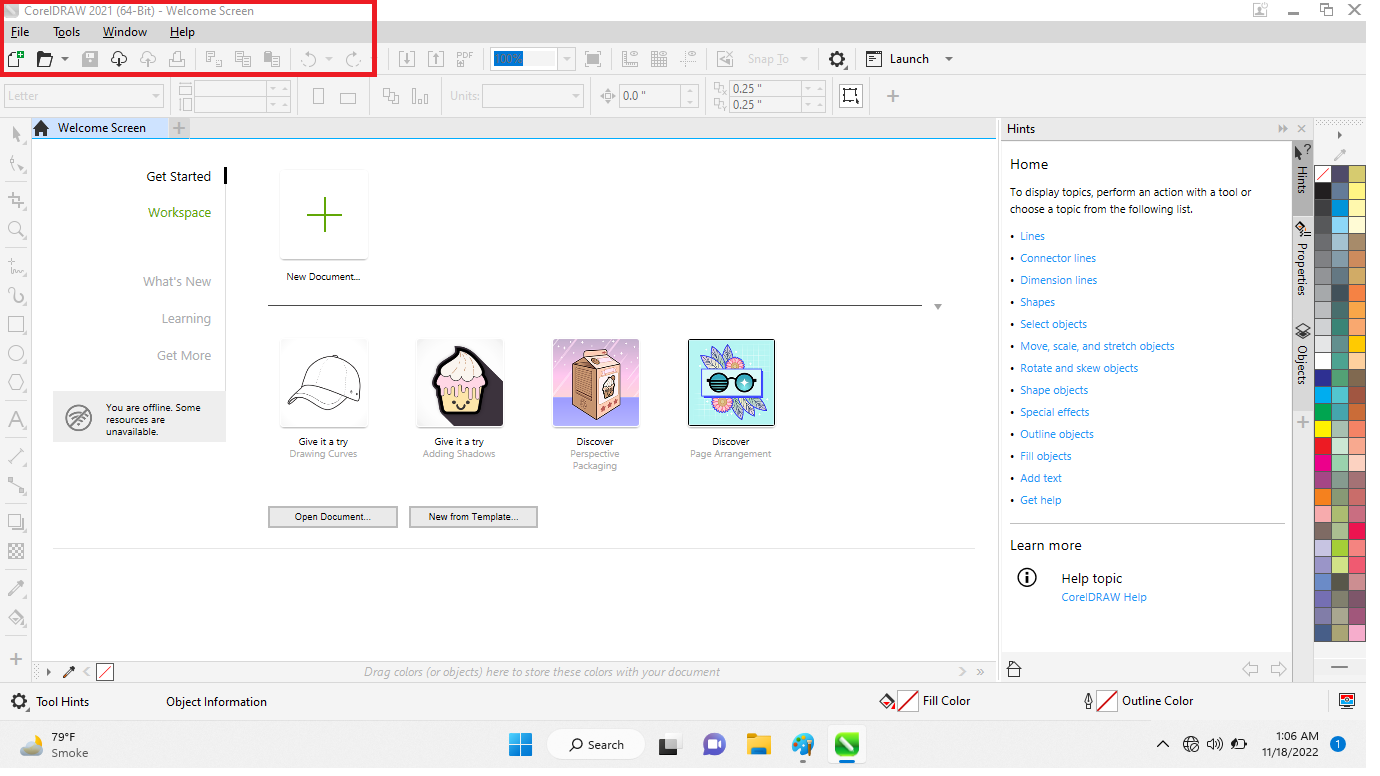 CorelDRAW 2021 (64-Bit) - Welcome Screen
File Tools Window Help
PDF 100% Snap To Launch
Letter Units: 0.0 " 0.25 "
0.25 "
Welcome Screen
Get Started
Workspace
What's New
Learning
Get More
You are offline. Some
resources are
unavailable.
New Document...
Give it a try
Drawing Curves
Give it a try
Adding Shadows
Discover
Perspective
Packaging
Discover
Page Arrangement
Open Document... New from Template...
Hints
Home
To display topics, perform an action with a tool or
choose a topic from the following list.
• Lines
• Connector lines
• Dimension lines
• Shapes
• Select objects
• Move, scale, and stretch objects
• Rotate and skew objects
• Shape objects
• Special effects
• Outline objects
• Fill objects
• Add text
• Get help
Learn more
Help topic
CorelDRAW Help
Hints
Properties
Objects
Drag colors (or objects) here to store these colors with your document
Tool Hints Object Information Fill Color Outline Color
79°F
Smoke
Search
1:06 AM
11/18/2022
1